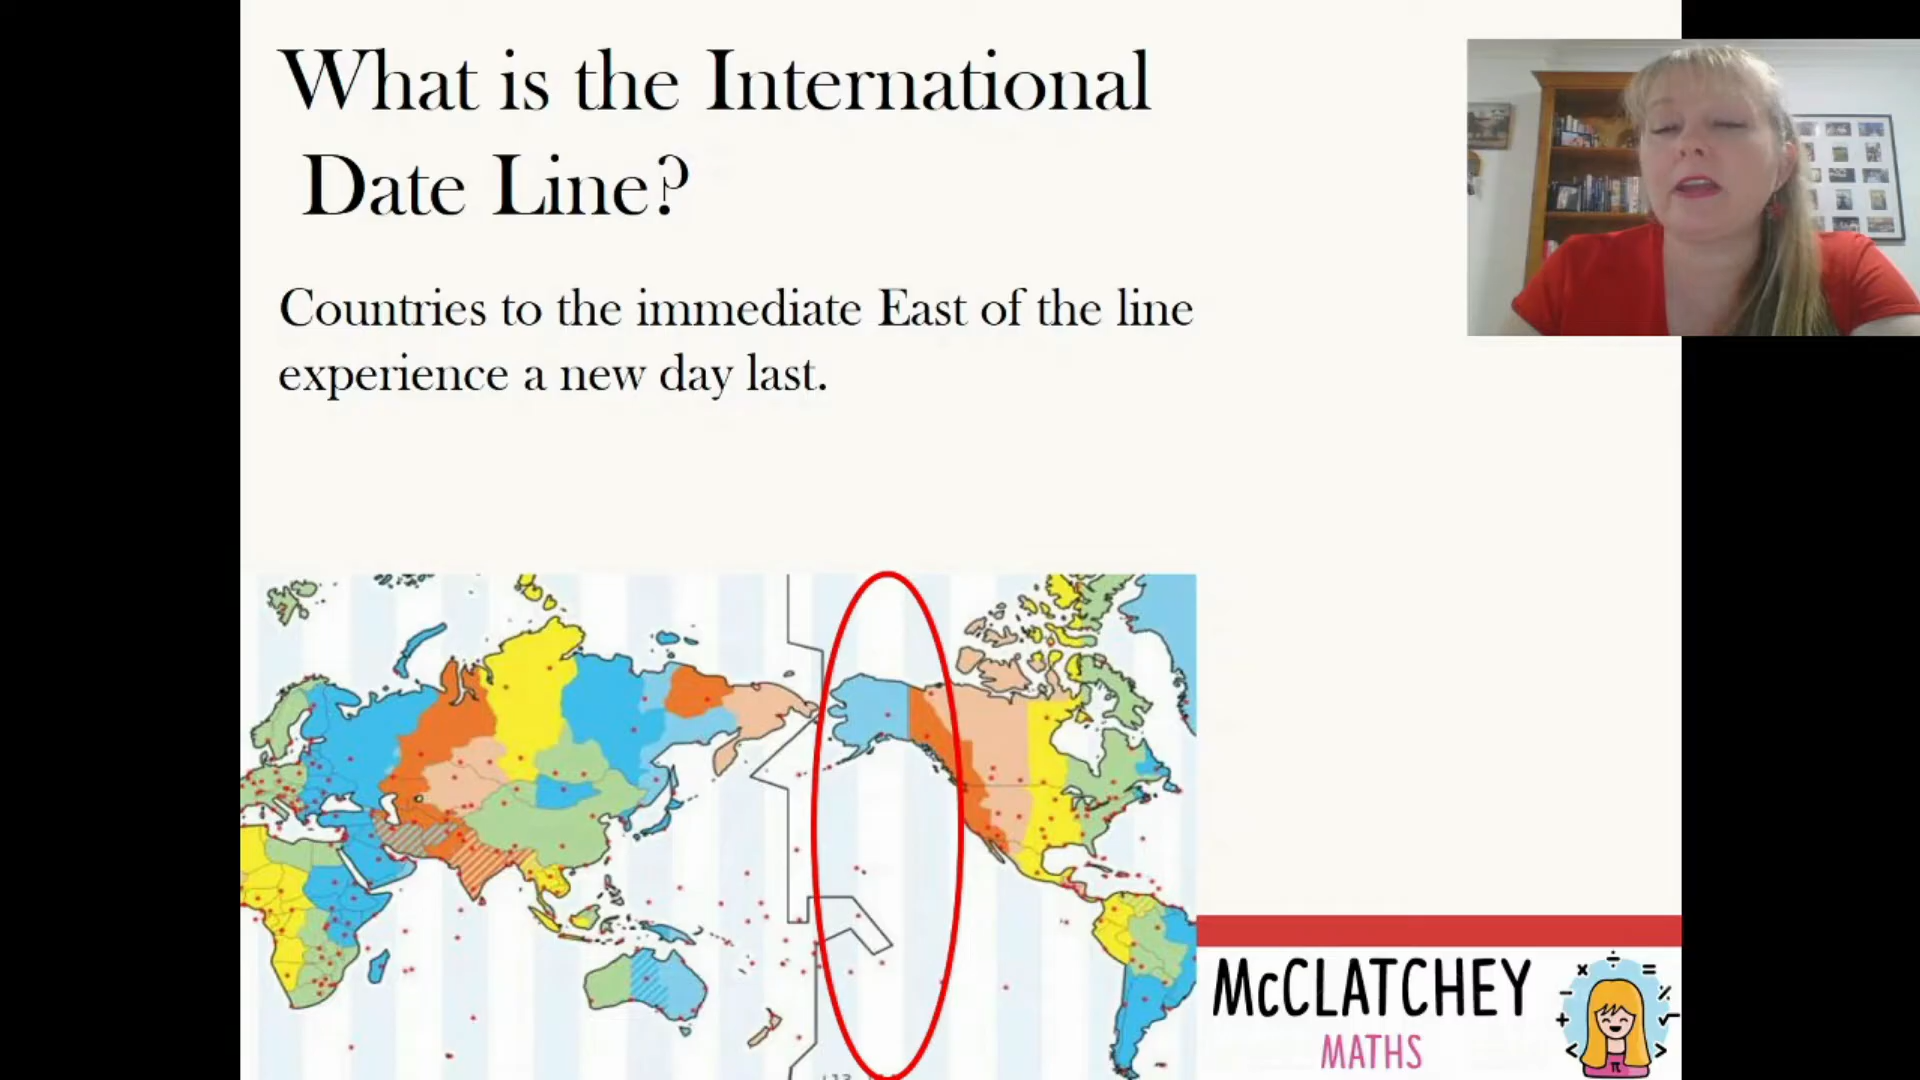 What is the International
Date Line?
Countries to the immediate East of the line
experience a new day last.
McCLATCHEY
MATHS